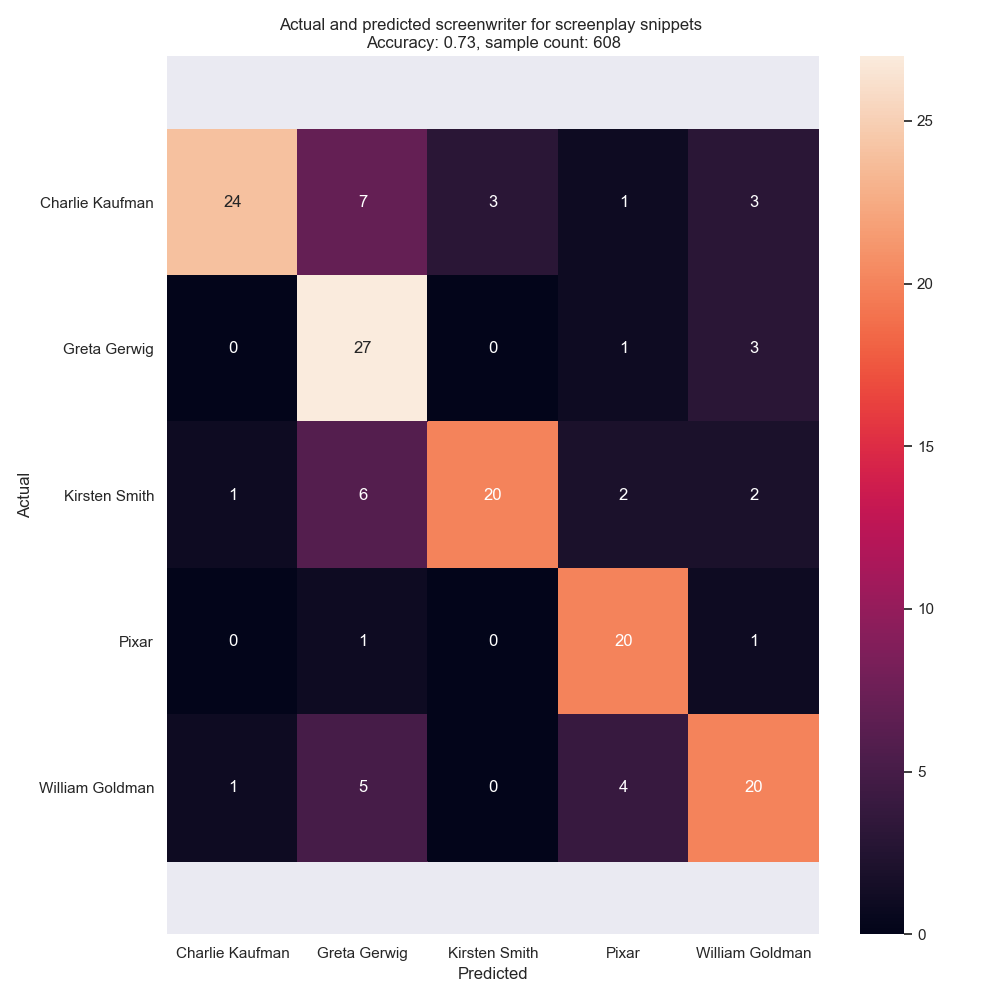 Actual and predicted screenwriter for screenplay snippets
Accuracy: 0.73, sample count: 608
Charlie Kaufman 24 7 3 1 3
Greta Gerwig 0 27 0 1 3
Kirsten Smith 1 6 20 2 2
Pixar 0 1 0 20 1
William Goldman 1 5 0 4 20
Actual
Charlie Kaufman Greta Gerwig Kirsten Smith Pixar William Goldman
Predicted
25
20
15
10
5
0